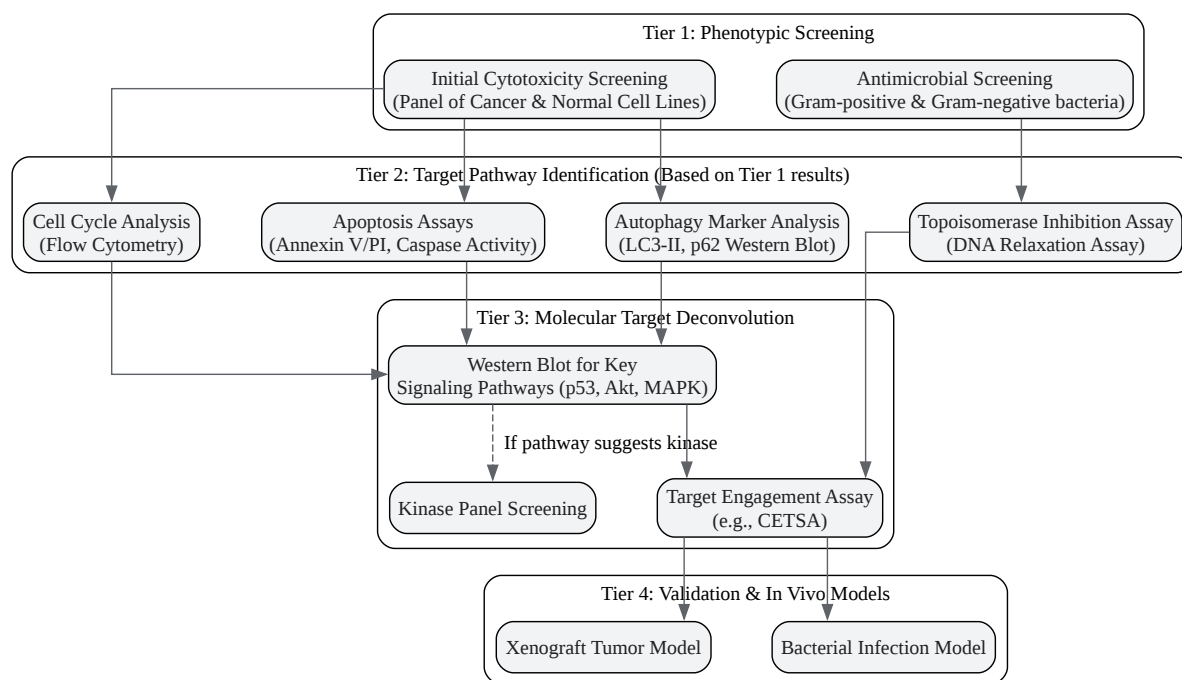 Tier 1: Phenotypic Screening
Initial Cytotoxicity Screening
(Panel of Cancer & Normal Cell Lines)
Antimicrobial Screening
(Gram-positive & Gram-negative bacteria)
Tier 2: Target Pathway Identification (Based on Tier 1 results)
Cell Cycle Analysis
(Flow Cytometry)
Apoptosis Assays
(Annexin V/PI, Caspase Activity)
Autophagy Marker Analysis
(LC3-II, p62 Western Blot)
Topoisomerase Inhibition Assay
(DNA Relaxation Assay)
Tier 3: Molecular Target Deconvolution
Western Blot for Key
Signaling Pathways (p53, Akt, MAPK)
If pathway suggests kinase
Kinase Panel Screening
Target Engagement Assay
(e.g., CETSA)
Tier 4: Validation & In Vivo Models
Xenograft Tumor Model
Bacterial Infection Model